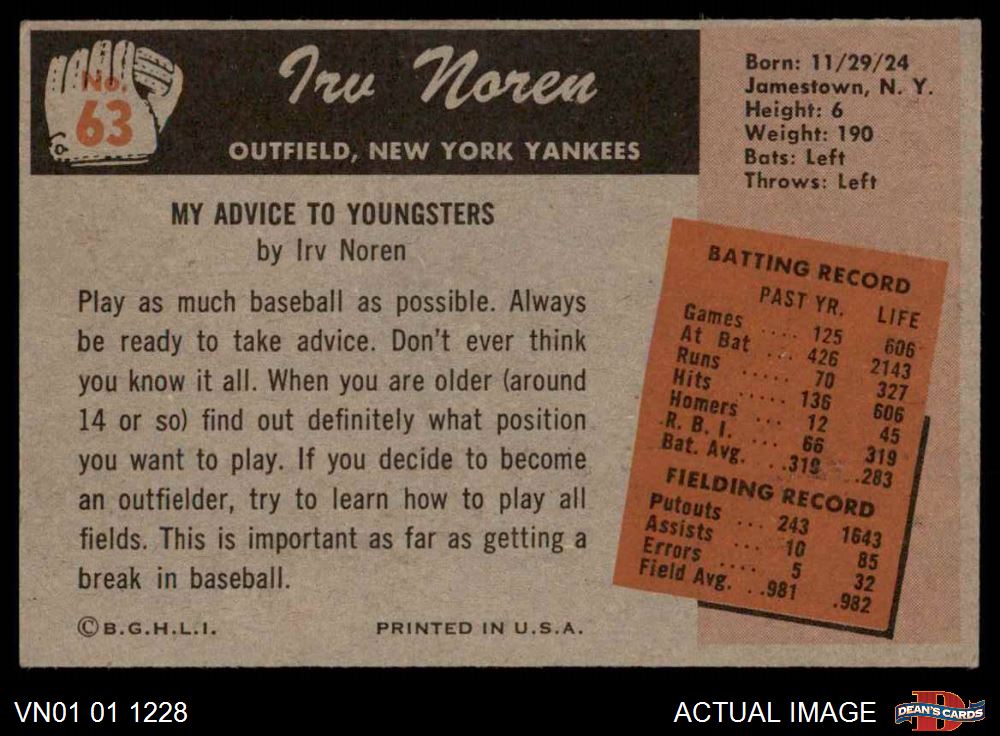 No.
63
Irv Noren
OUTFIELD, NEW YORK YANKEES
Born: 11/29/24
Jamestown, N. Y.
Height: 6
Weight: 190
Bats: Left
Throws: Left
MY ADVICE TO YOUNGSTERS
by Irv Noren
Play as much baseball as possible. Always
be ready to take advice. Don't ever think
you know it all. When you are older (around
14 or so) find out definitely what position
you want to play. If you decide to become
an outfielder, try to learn how to play all
fields. This is important as far as getting a
break in baseball.
©B.G.H.L.I. PRINTED IN U.S.A.
BATTING RECORD
PAST YR. LIFE
Games .... 125 606
At Bat ... 426 2143
Runs ..... 70 327
Hits ..... 136 606
Homers ... 12 45
R. B. I. ... 66 319
Bat. Avg. ...319 .283
FIELDING RECORD
Putouts ... 243 1643
Assists ... 10 85
Errors .... 5 32
Field Avg. ..981 .982
VN01 01 1228
ACTUAL IMAGE
DEAN'S CARDS